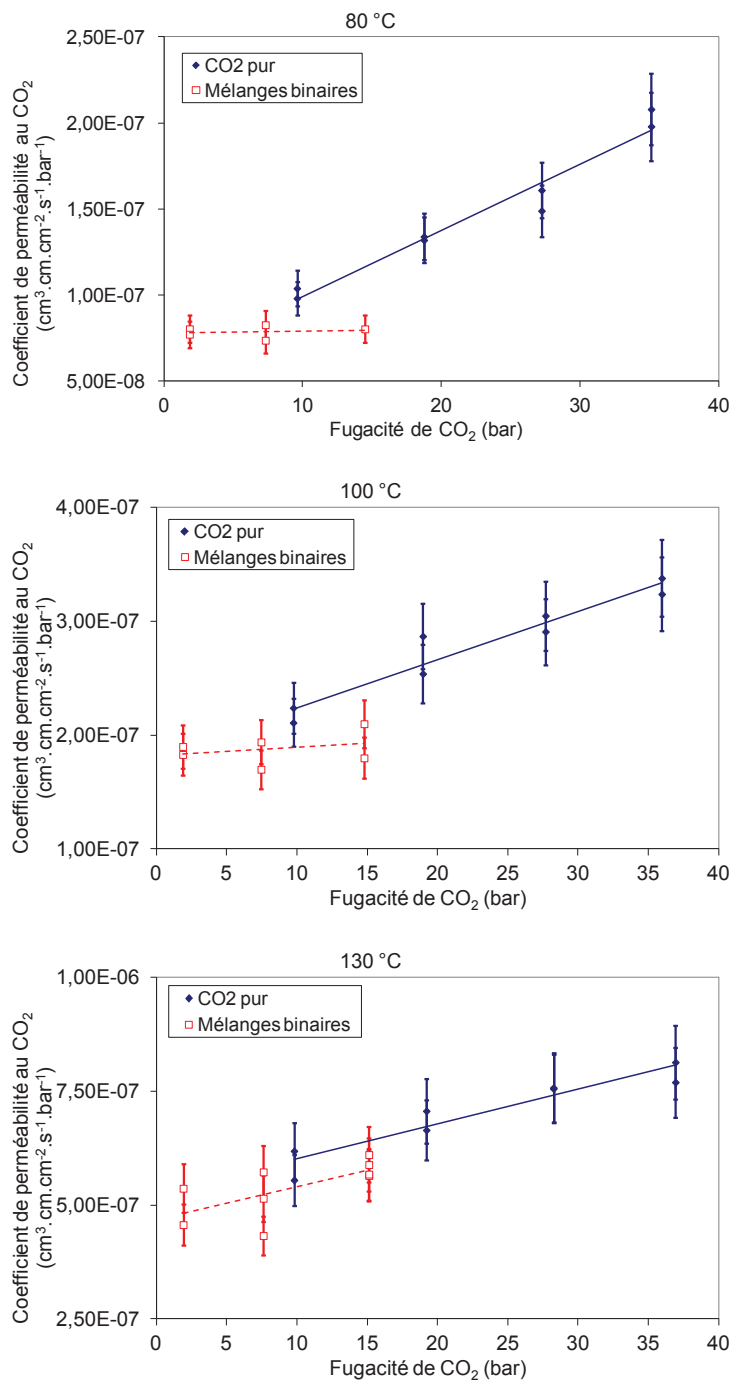 80 °C
Coefficient de perméabilité au CO₂
(cm³.cm.cm⁻².s⁻¹.bar⁻¹)
2,50E-07
2,00E-07
1,50E-07
1,00E-07
5,00E-08
CO2 pur
Mélanges binaires
0 10 20 30 40
Fugacité de CO₂ (bar)
100 °C
Coefficient de perméabilité au CO₂
(cm³.cm.cm⁻².s⁻¹.bar⁻¹)
4,00E-07
3,00E-07
2,00E-07
1,00E-07
CO2 pur
Mélanges binaires
0 5 10 15 20 25 30 35 40
Fugacité de CO₂ (bar)
130 °C
Coefficient de perméabilité au CO₂
(cm³.cm.cm⁻².s⁻¹.bar⁻¹)
1,00E-06
7,50E-07
5,00E-07
2,50E-07
CO2 pur
Mélanges binaires
0 5 10 15 20 25 30 35 40
Fugacité de CO₂ (bar)